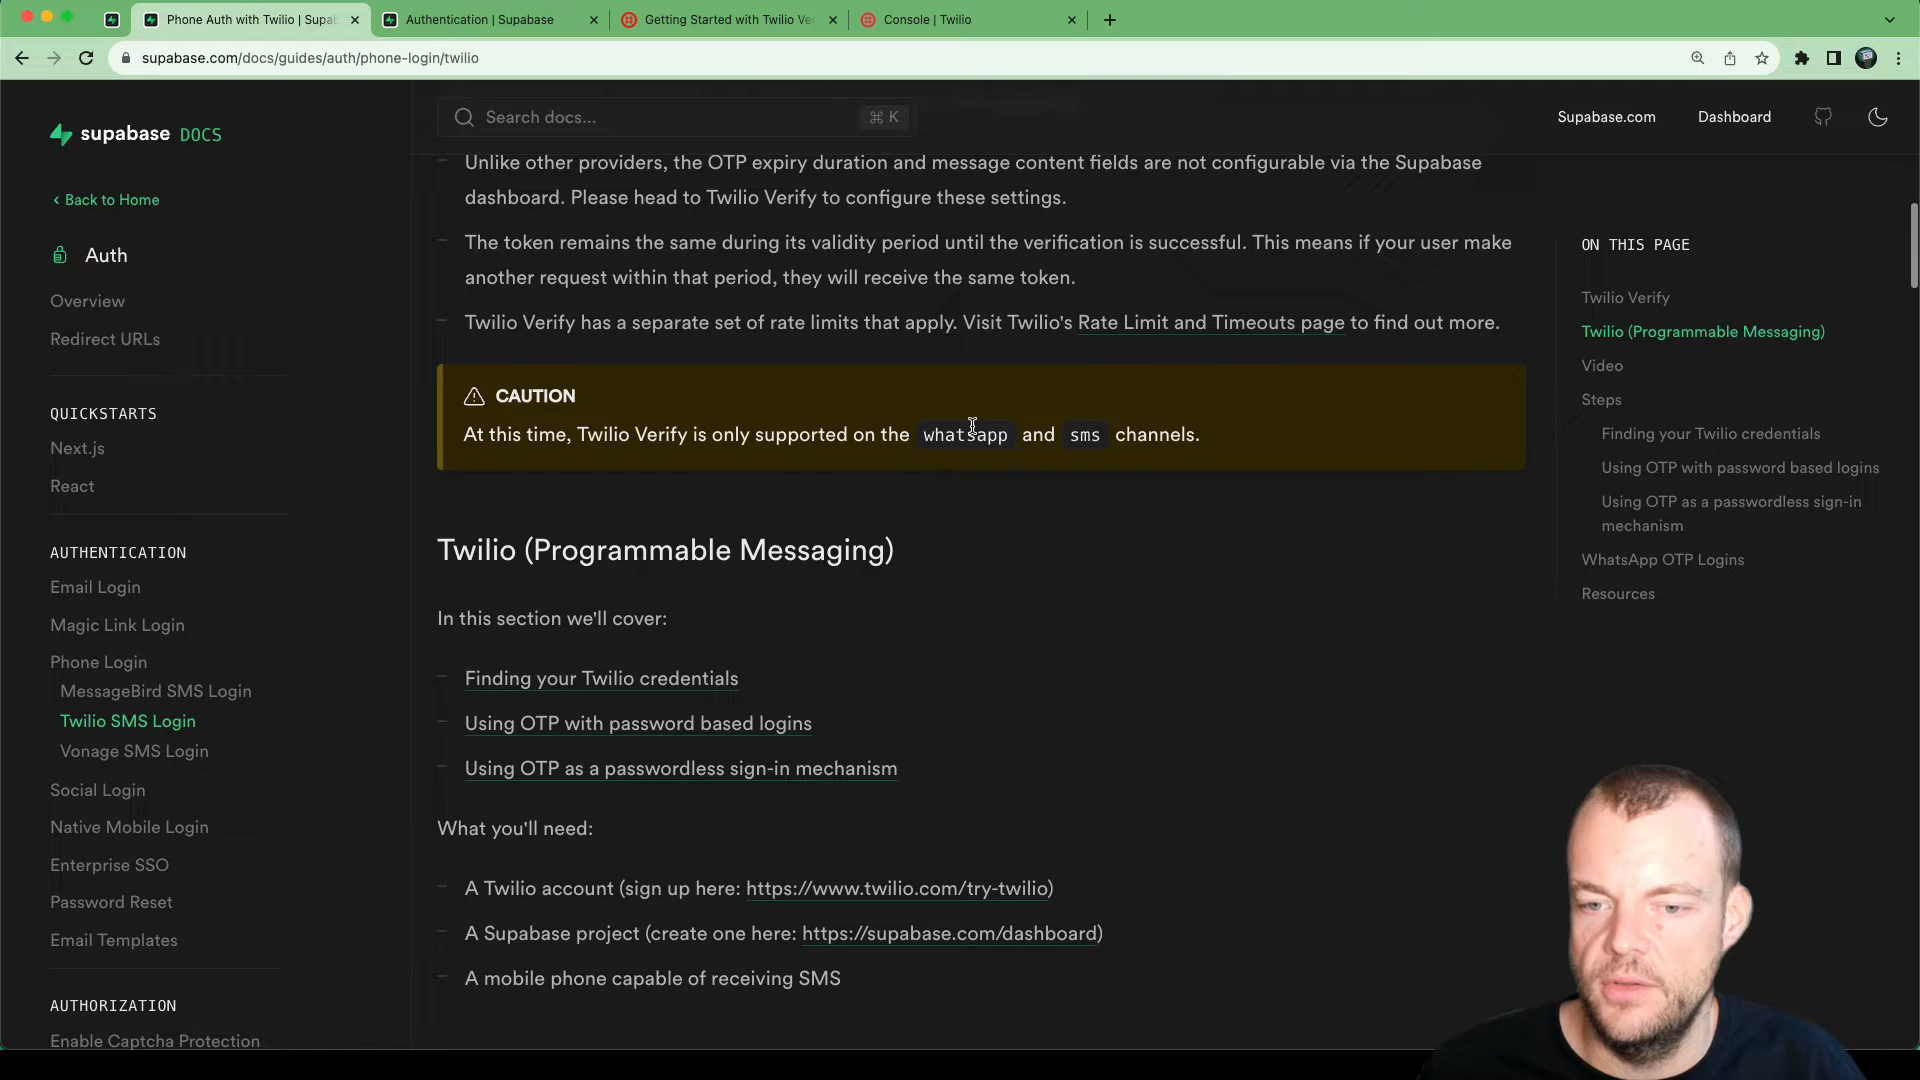 Phone Auth with Twilio | Supab
Authentication | Supabase
Getting Started with Twilio Ve
Console | Twilio
supabase.com/docs/guides/auth/phone-login/twilio
supabase DOCS
Search docs...
⌘ K
Supabase.com
Dashboard
< Back to Home
Auth
Overview
Redirect URLs
QUICKSTARTS
Next.js
React
AUTHENTICATION
Email Login
Magic Link Login
Phone Login
MessageBird SMS Login
Twilio SMS Login
Vonage SMS Login
Social Login
Native Mobile Login
Enterprise SSO
Password Reset
Email Templates
AUTHORIZATION
Enable Captcha Protection
Unlike other providers, the OTP expiry duration and message content fields are not configurable via the Supabase
dashboard. Please head to Twilio Verify to configure these settings.
The token remains the same during its validity period until the verification is successful. This means if your user make
another request within that period, they will receive the same token.
Twilio Verify has a separate set of rate limits that apply. Visit Twilio's Rate Limit and Timeouts page to find out more.
CAUTION
At this time, Twilio Verify is only supported on the whatsapp and sms channels.
Twilio (Programmable Messaging)
In this section we'll cover:
Finding your Twilio credentials
Using OTP with password based logins
Using OTP as a passwordless sign-in mechanism
What you'll need:
A Twilio account (sign up here: https://www.twilio.com/try-twilio)
A Supabase project (create one here: https://supabase.com/dashboard)
A mobile phone capable of receiving SMS
ON THIS PAGE
Twilio Verify
Twilio (Programmable Messaging)
Video
Steps
Finding your Twilio credentials
Using OTP with password based logins
Using OTP as a passwordless sign-in
mechanism
WhatsApp OTP Logins
Resources